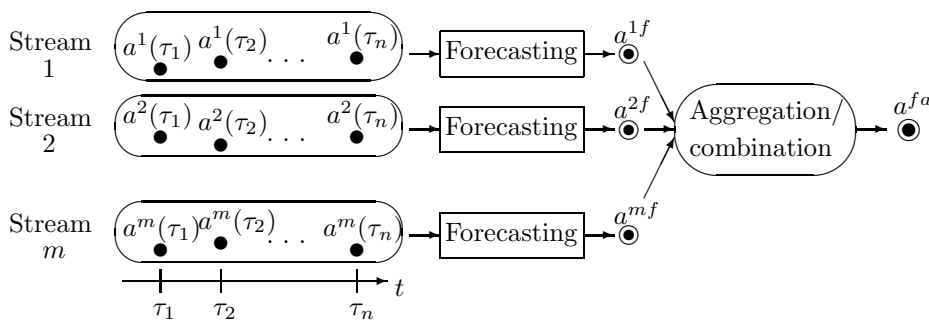 Stream 1
a^1(τ_1) a^1(τ_2) . . . a^1(τ_n)
Forecasting
a^{1f}
Stream 2
a^2(τ_1) a^2(τ_2) . . . a^2(τ_n)
Forecasting
a^{2f}
Aggregation/
combination
a^{fa}
Stream
m
a^m(τ_1) a^m(τ_2) . . . a^m(τ_n)
Forecasting
a^{mf}
τ_1 τ_2 τ_n t